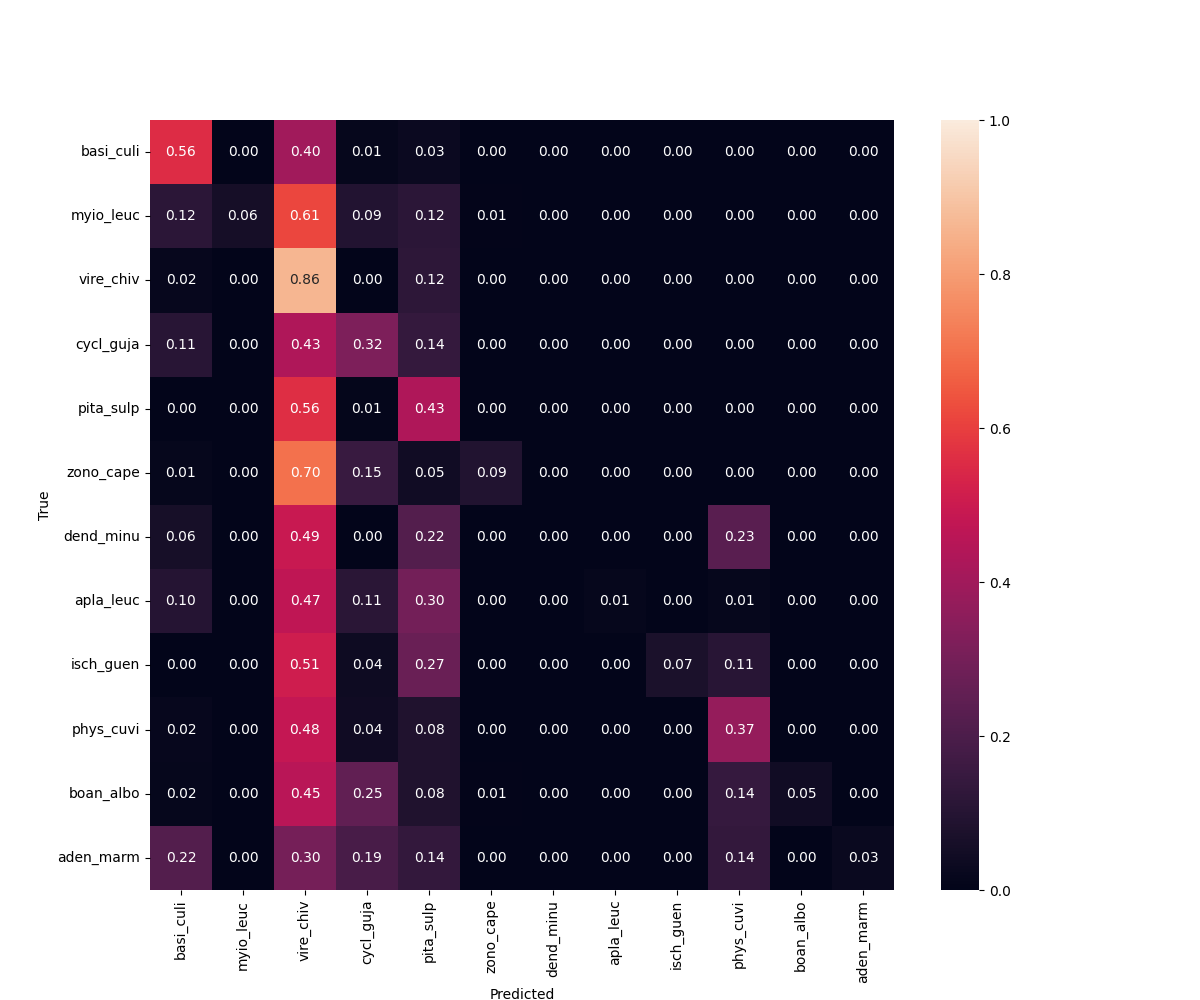 basi_culi 0.56 0.00 0.40 0.01 0.03 0.00 0.00 0.00 0.00 0.00 0.00 0.00
myio_leuc 0.12 0.06 0.61 0.09 0.12 0.01 0.00 0.00 0.00 0.00 0.00 0.00
vire_chiv 0.02 0.00 0.86 0.00 0.12 0.00 0.00 0.00 0.00 0.00 0.00 0.00
cycl_guja 0.11 0.00 0.43 0.32 0.14 0.00 0.00 0.00 0.00 0.00 0.00 0.00
pita_sulp 0.00 0.00 0.56 0.01 0.43 0.00 0.00 0.00 0.00 0.00 0.00 0.00
zono_cape 0.01 0.00 0.70 0.15 0.05 0.09 0.00 0.00 0.00 0.00 0.00 0.00
dend_minu 0.06 0.00 0.49 0.00 0.22 0.00 0.00 0.00 0.00 0.23 0.00 0.00
apla_leuc 0.10 0.00 0.47 0.11 0.30 0.00 0.00 0.01 0.00 0.01 0.00 0.00
isch_guen 0.00 0.00 0.51 0.04 0.27 0.00 0.00 0.00 0.07 0.11 0.00 0.00
phys_cuvi 0.02 0.00 0.48 0.04 0.08 0.00 0.00 0.00 0.00 0.37 0.00 0.00
boan_albo 0.02 0.00 0.45 0.25 0.08 0.01 0.00 0.00 0.00 0.14 0.05 0.00
aden_marm 0.22 0.00 0.30 0.19 0.14 0.00 0.00 0.00 0.00 0.14 0.00 0.03
True
basi_culi myio_leuc vire_chiv cycl_guja pita_sulp zono_cape dend_minu apla_leuc isch_guen phys_cuvi boan_albo aden_marm
Predicted
1.0
0.8
0.6
0.4
0.2
0.0